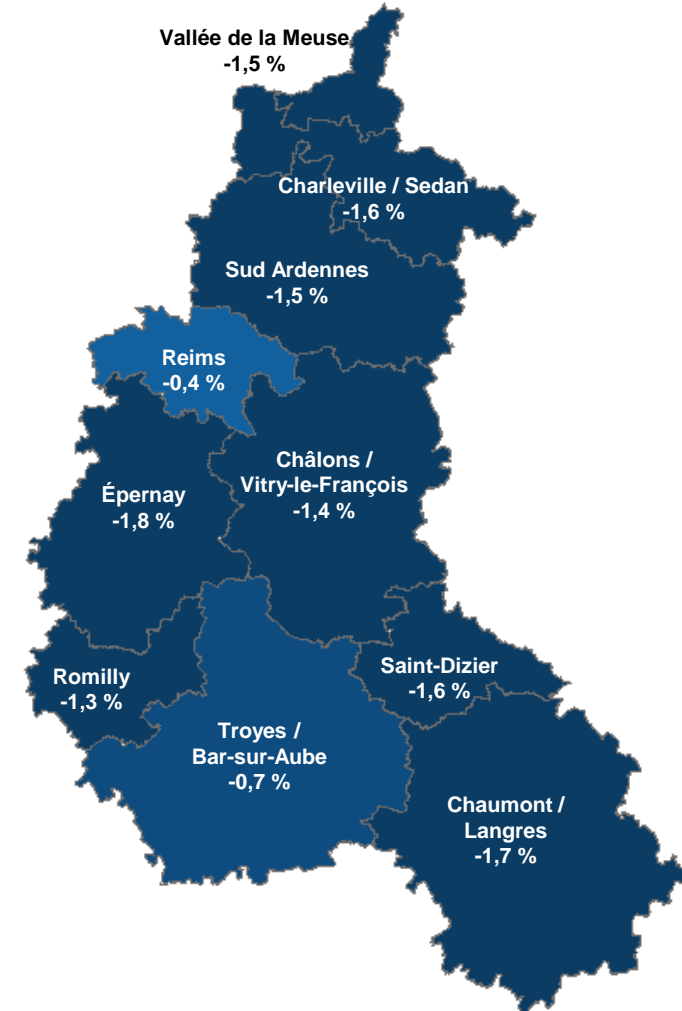 Vallée de la Meuse
-1,5 %
Charleville / Sedan
-1,6 %
Sud Ardennes
-1,5 %
Reims
-0,4 %
Châlons /
Vitry-le-François
-1,4 %
Épernay
-1,8 %
Romilly
-1,3 %
Saint-Dizier
-1,6 %
Troyes /
Bar-sur-Aube
-0,7 %
Chaumont /
Langres
-1,7 %